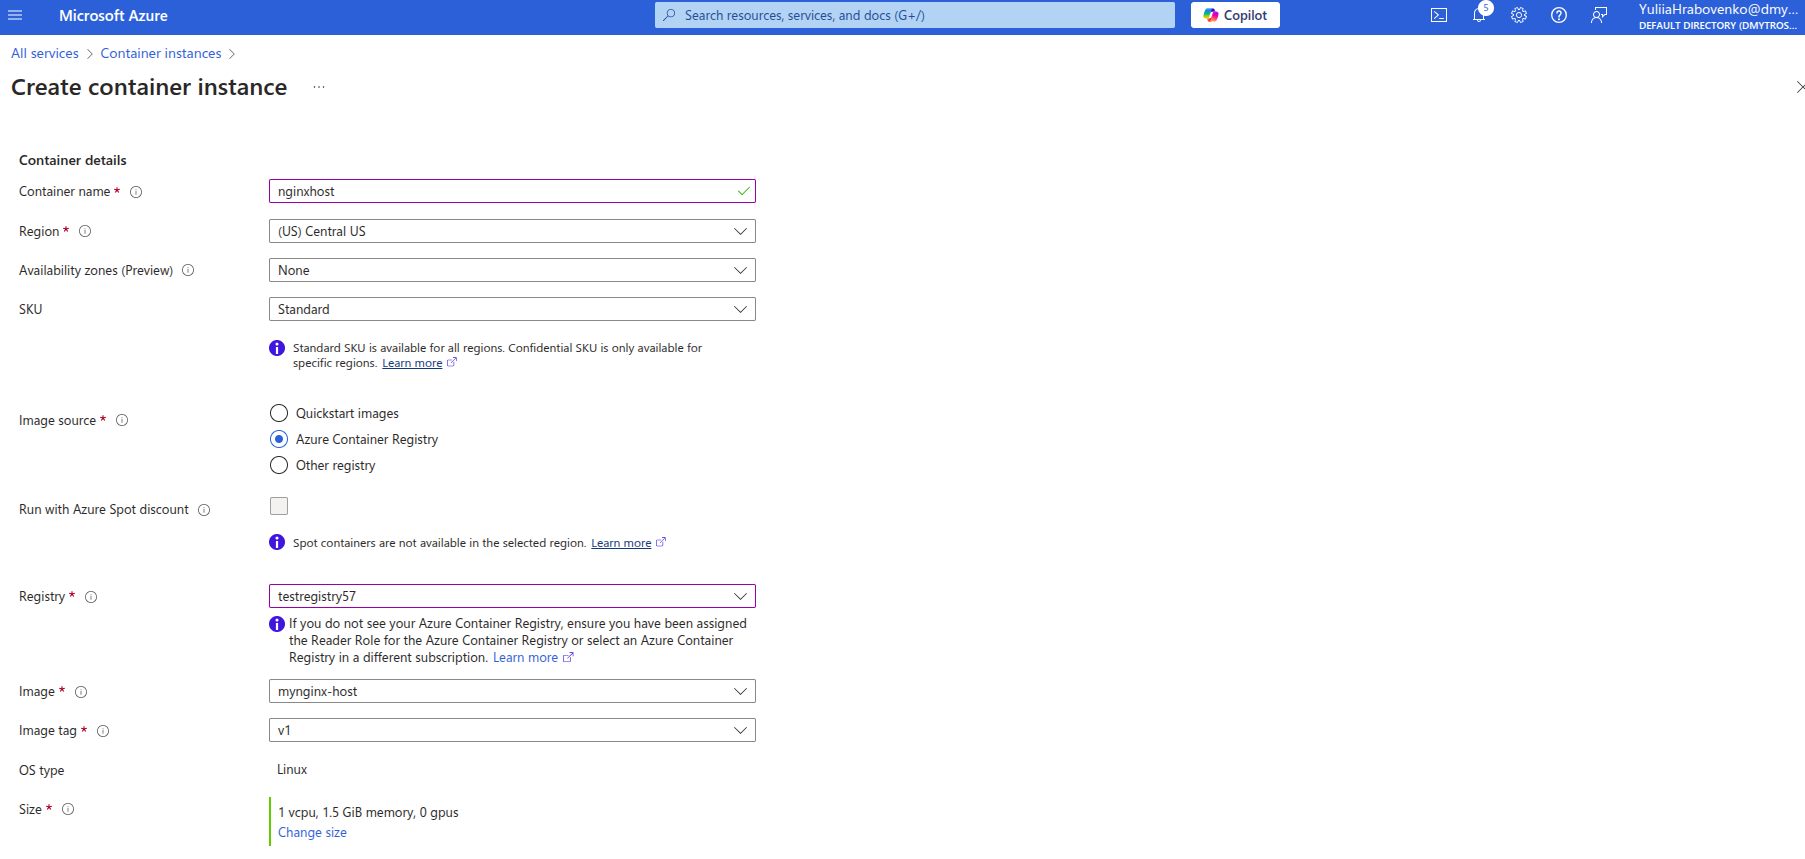 Microsoft Azure
Search resources, services, and docs (G+/)
Copilot
5
YuliiaHrabovenko@dmy...
DEFAULT DIRECTORY (DMYTROS...
All services > Container instances >
Create container instance ...
Container details
Container name *
nginxhost
Region *
(US) Central US
Availability zones (Preview)
None
SKU
Standard
Standard SKU is available for all regions. Confidential SKU is only available for
specific regions. Learn more
Image source *
Quickstart images
Azure Container Registry
Other registry
Run with Azure Spot discount
Spot containers are not available in the selected region. Learn more
Registry *
testregistry57
If you do not see your Azure Container Registry, ensure you have been assigned
the Reader Role for the Azure Container Registry or select an Azure Container
Registry in a different subscription. Learn more
Image *
mynginx-host
Image tag *
v1
OS type
Linux
Size *
1 vcpu, 1.5 GiB memory, 0 gpus
Change size